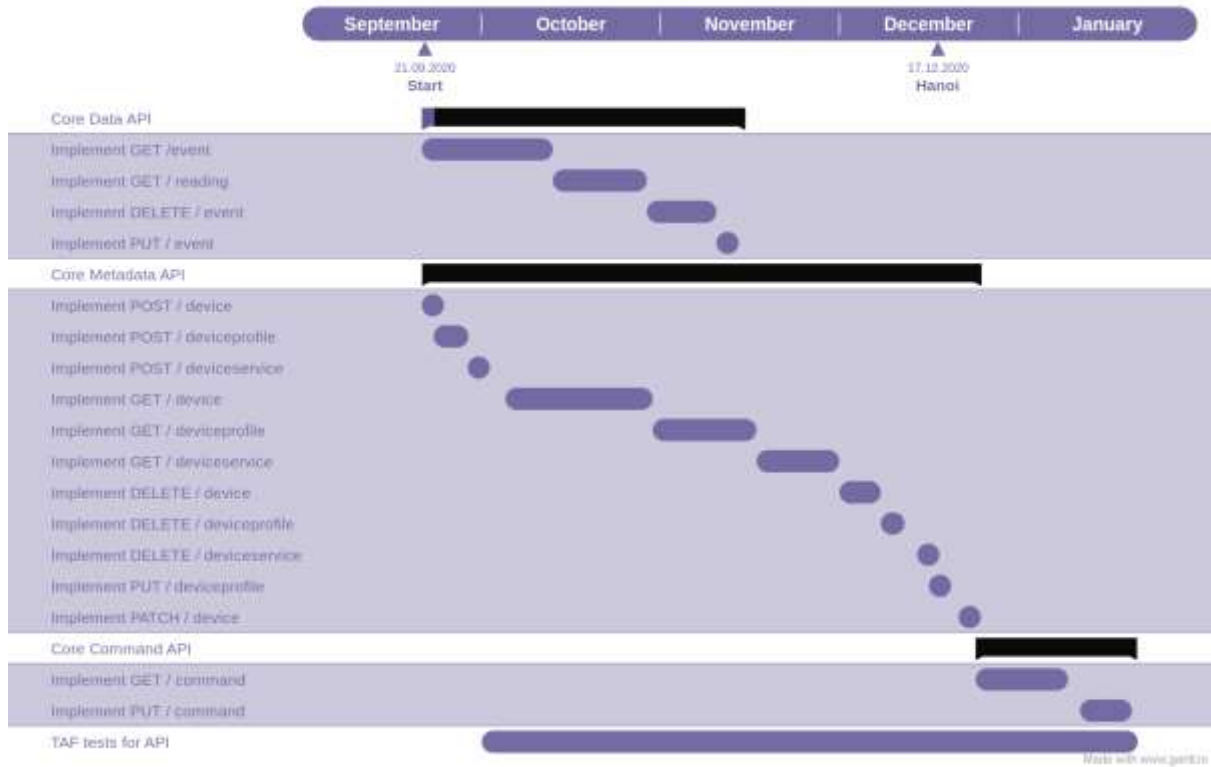 September October November December January
21.09.2020 17.12.2020
Start Hanoi
Core Data API
Implement GET /event
Implement GET / reading
Implement DELETE / event
Implement PUT / event
Core Metadata API
Implement POST / device
Implement POST / deviceprofile
Implement POST / deviceservice
Implement GET / device
Implement GET / deviceprofile
Implement GET / deviceservice
Implement DELETE / device
Implement DELETE / deviceprofile
Implement DELETE / deviceservice
Implement PUT / deviceprofile
Implement PATCH / device
Core Command API
Implement GET / command
Implement PUT / command
TAF tests for API
Made with